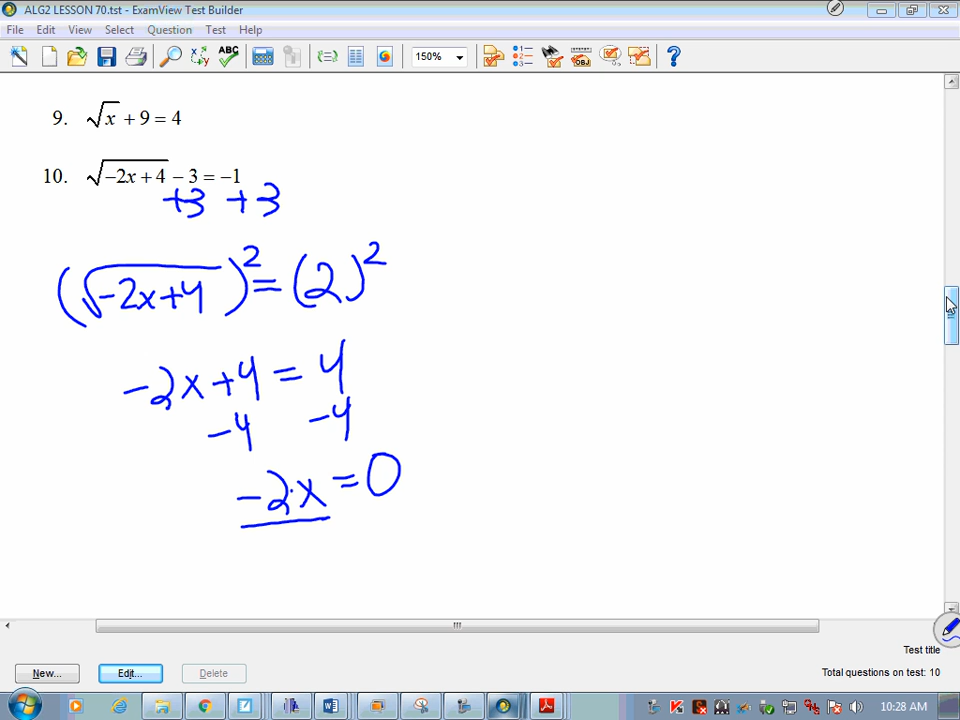 ALG2 LESSON 70.tst - ExamView Test Builder
File Edit View Select Question Test Help
ABC 150% OBJ ?
9. √x + 9 = 4
10. √-2x + 4 - 3 = -1
+3 +3
(√-2x+4)² = (2)²
-2x+4 = 4
-4 -4
-2x = 0
Test title
New... Edit... Delete
Total questions on test: 10
10:28 AM